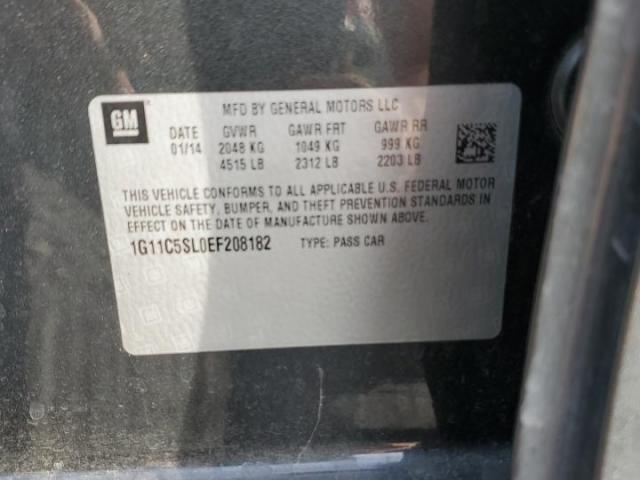 GM
MFD BY GENERAL MOTORS LLC
DATE GVWR GAWR FRT GAWR RR
01/14 2048 KG 1049 KG 999 KG
4515 LB 2312 LB 2203 LB
THIS VEHICLE CONFORMS TO ALL APPLICABLE U.S. FEDERAL MOTOR
VEHICLE SAFETY, BUMPER, AND THEFT PREVENTION STANDARDS IN
EFFECT ON THE DATE OF MANUFACTURE SHOWN ABOVE.
1G11C5SL0EF208182 TYPE: PASS CAR